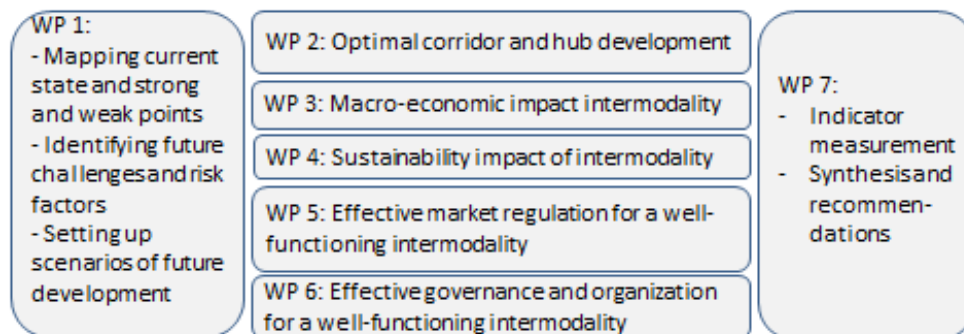 WP 1:
- Mapping current
state and strong
and weak points
- Identifying future
challenges and risk
factors
- Setting up
scenarios of future
development
WP 2: Optimal corridor and hub development
WP 3: Macro-economic impact intermodality
WP 4: Sustainability impact of intermodality
WP 5: Effective market regulation for a well-
functioning intermodality
WP 6: Effective governance and organization
for a well-functioning intermodality
WP 7:
- Indicator
measurement
- Synthesis and
recommen-
dations